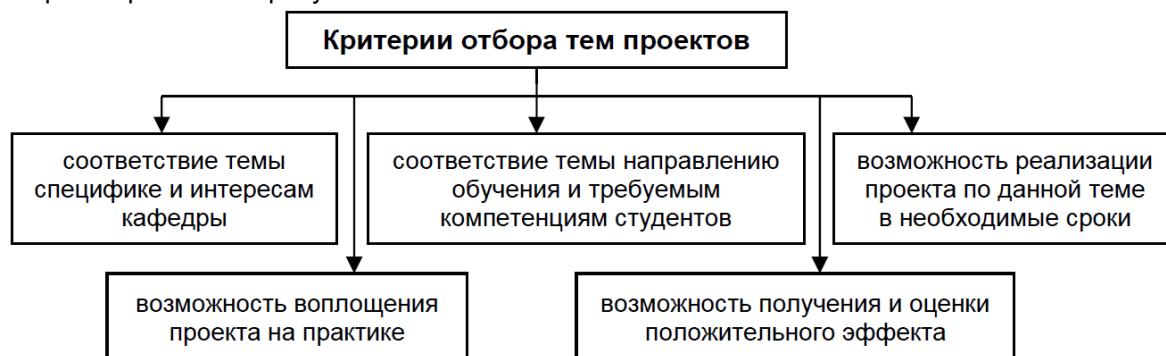 Критерии отбора тем проектов
соответствие темы
специфике и интересам
кафедры
соответствие темы направлению
обучения и требуемым
компетенциям студентов
возможность реализации
проекта по данной теме
в необходимые сроки
возможность воплощения
проекта на практике
возможность получения и оценки
положительного эффекта